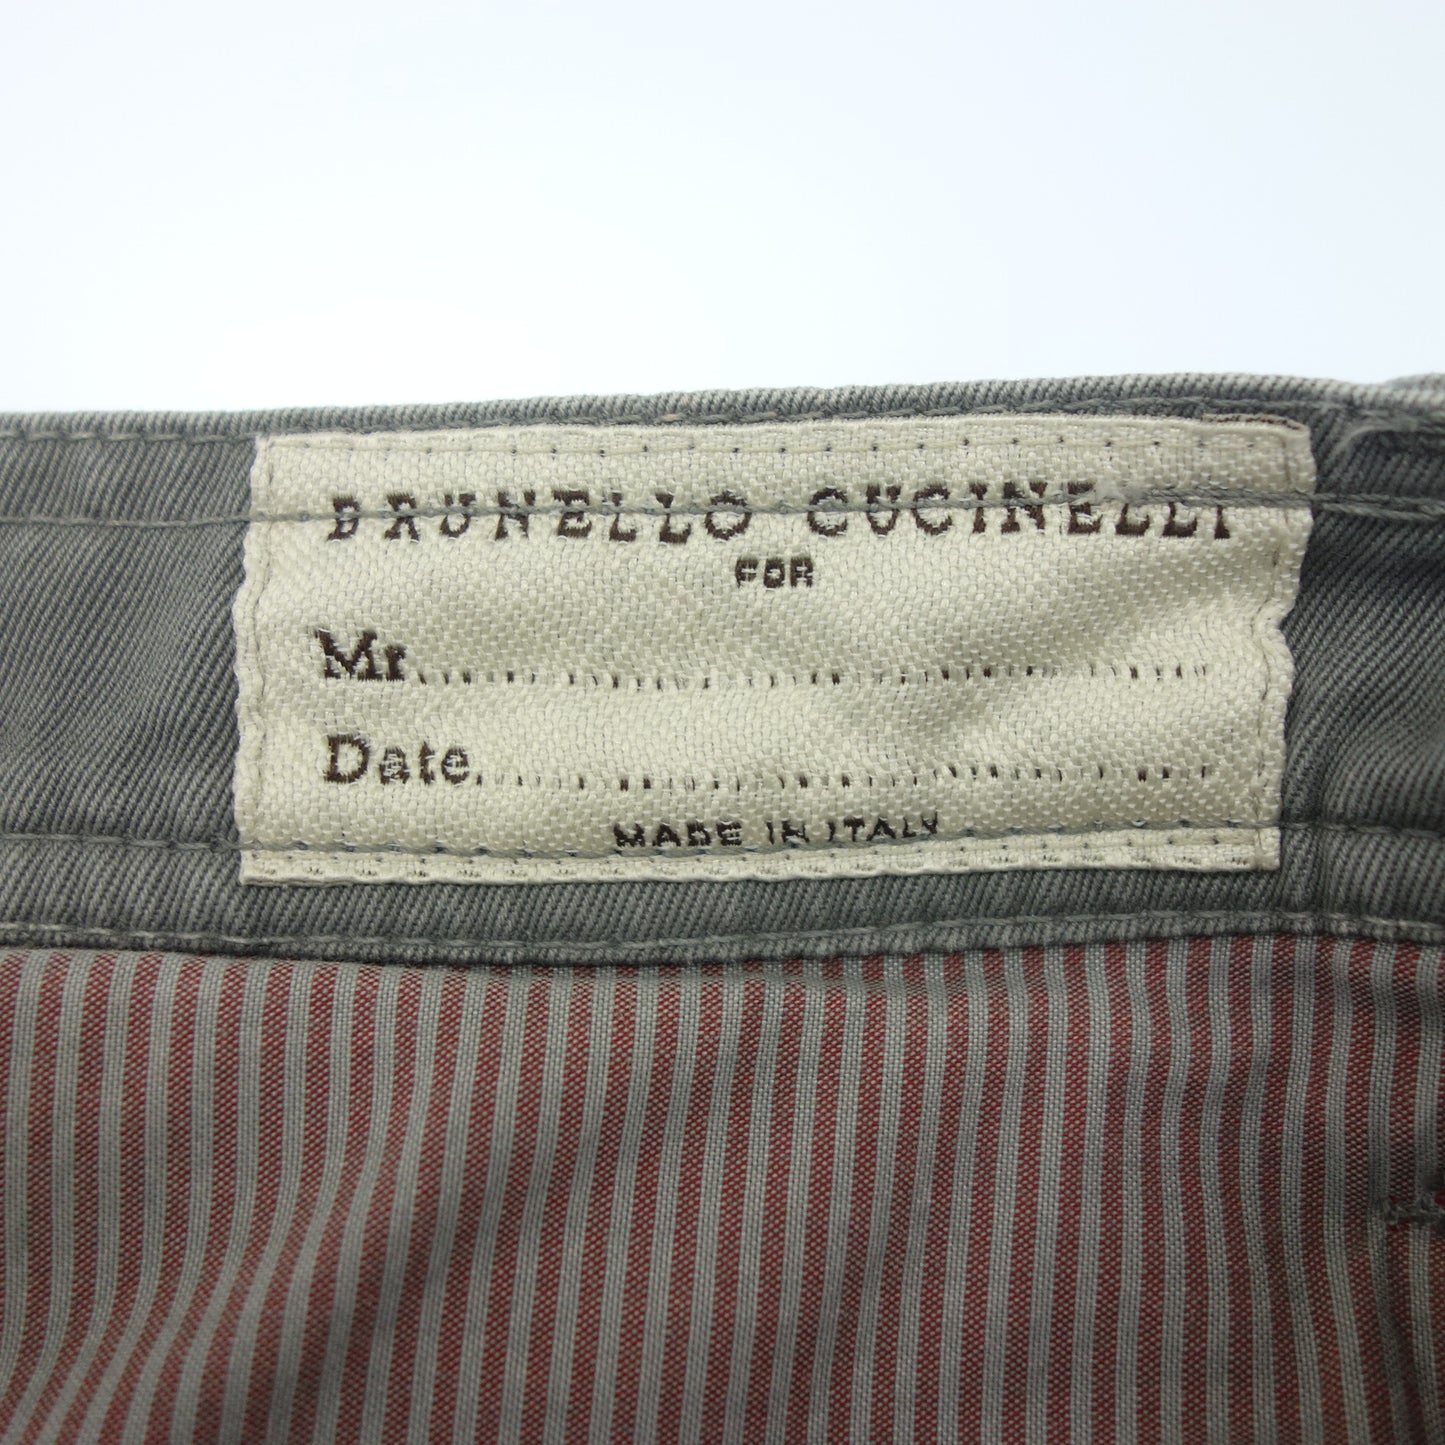 BRUNELLO CUCINELLI
FOR
Mr.................................................
Date.............................................
MADE IN ITALY